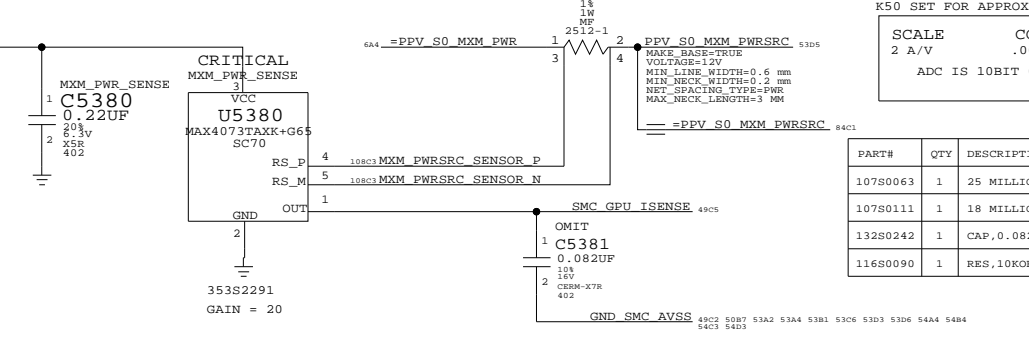 K50 SET FOR APPROX
1%
1W
MF
2512-1
SCALE
2 A/V
ADC IS 10BIT
6A4 =PPV_S0_MXM_PWR
1
2
3
4
PPV_S0_MXM_PWRSRC 53D5
MAKE_BASE=TRUE
VOLTAGE=12V
MIN_LINE_WIDTH=0.6 mm
MIN_NECK_WIDTH=0.2 mm
NET_SPACING_TYPE=PWR
MAX_NECK_LENGTH=3 MM
=PPV_S0_MXM_PWRSRC 84C1
CRITICAL
MXM_PWR_SENSE
3
VCC
U5380
MAX4073TAXK+G65
SC70
RS_P
RS_M
OUT
GND
2
353S2291
GAIN = 20
MXM_PWR_SENSE
1 C5380
0.22UF
20%
6.3V
X5R
402
2
4 108C3 MXM_PWRSRC_SENSOR_P
5 108C3 MXM_PWRSRC_SENSOR_N
1
SMC_GPU_ISENSE 49C5
OMIT
1 C5381
0.082UF
10%
16V
CERM-X7R
402
2
GND_SMC_AVSS 49C2 50B7 53A2 53A4 53B1 53C6 53D3 53D6 54A4 54B4
54C3 54D3
PART# QTY DESCRIPTI
107S0063 1 25 MILLIO
107S0111 1 18 MILLIO
132S0242 1 CAP,0.082
116S0090 1 RES,10KO